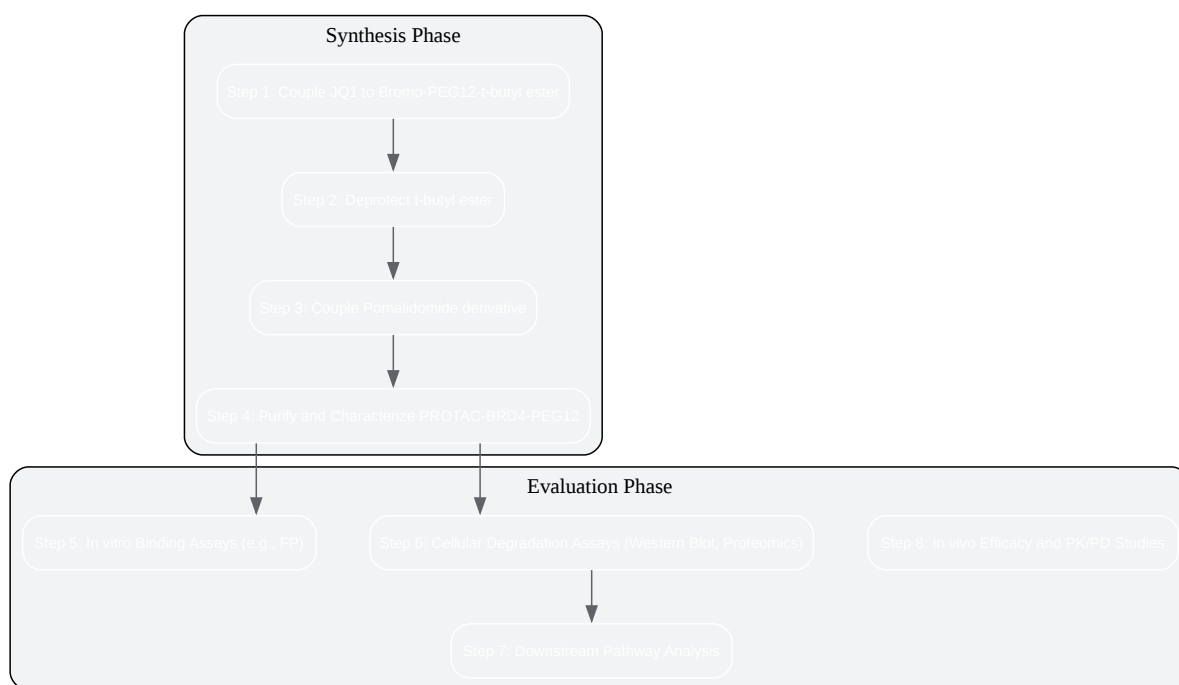 Synthesis Phase
Step 1: Couple JQ1 to Bromo-PEG12-t-butyl ester
Step 2: Deprotect t-butyl ester
Step 3: Couple Pomalidomide derivative
Step 4: Purify and Characterize PROTAC-BRD4-PEG12
Evaluation Phase
Step 5: In vitro Binding Assays (e.g., FP)
Step 6: Cellular Degradation Assays (Western Blot, Proteomics)
Step 8: In vivo Efficacy and PK/PD Studies
Step 7: Downstream Pathway Analysis